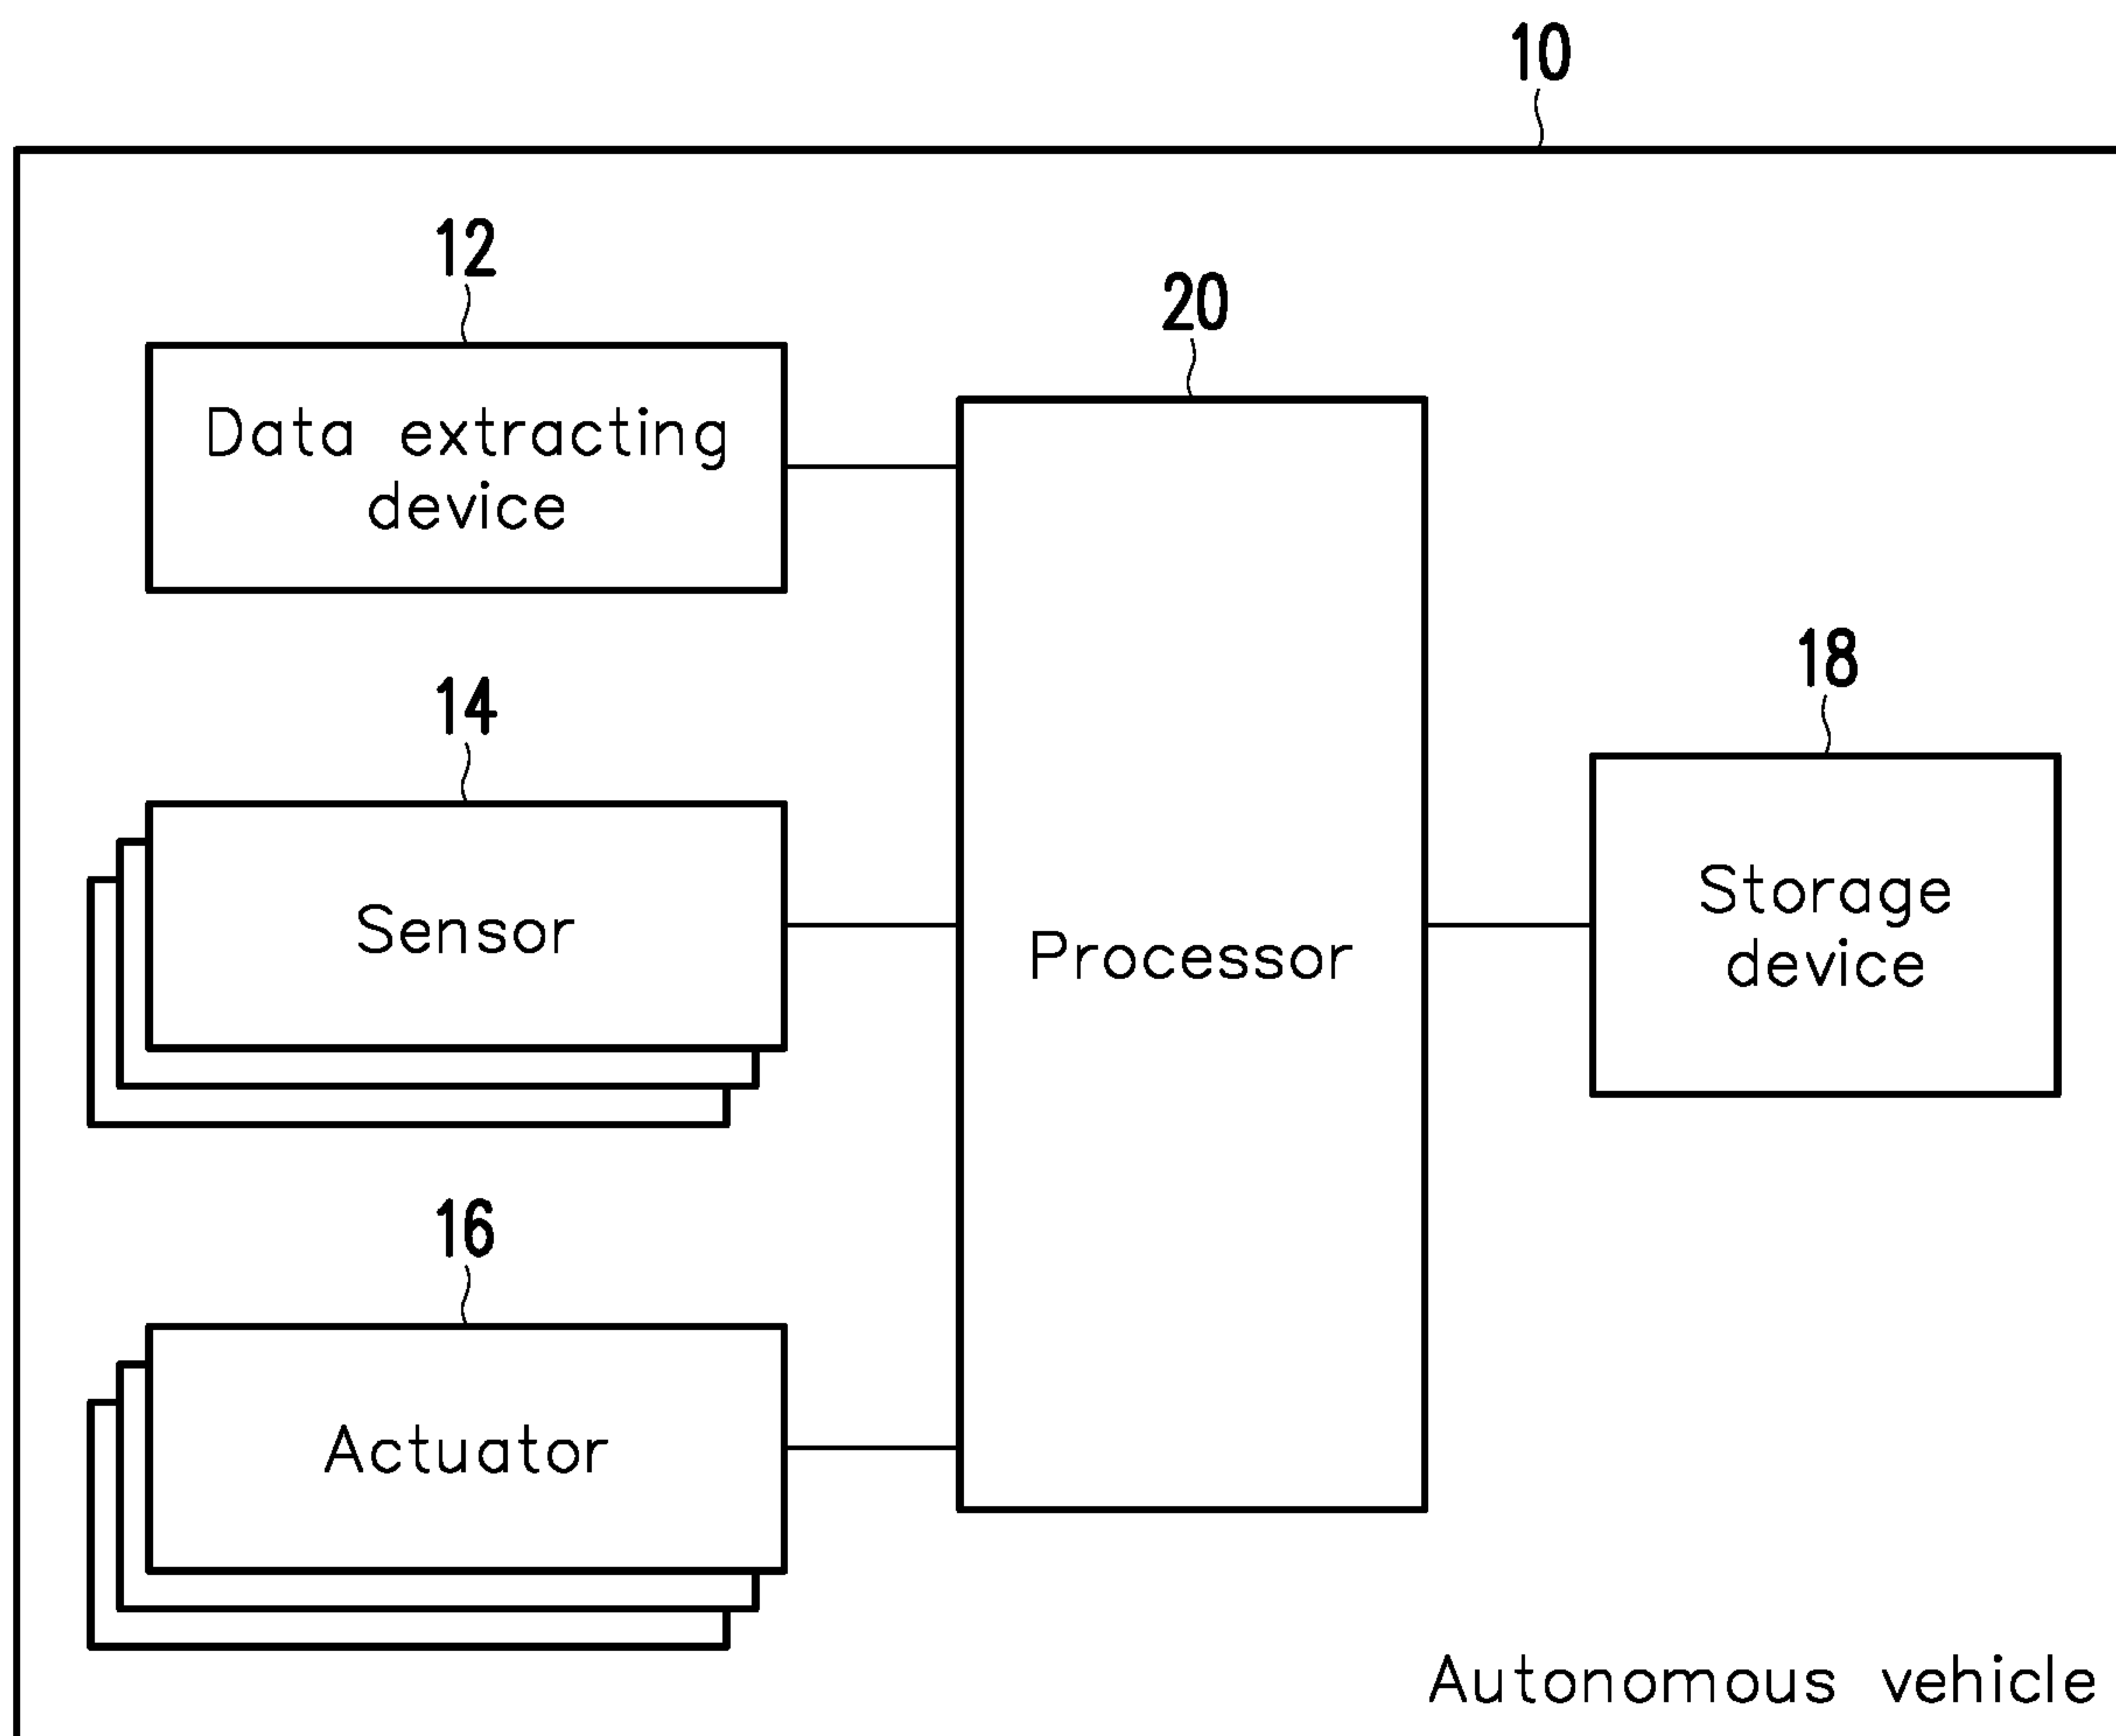 10
12
Data extracting
device
20
14
Sensor
Processor
18
Storage
device
16
Actuator
Autonomous vehicle